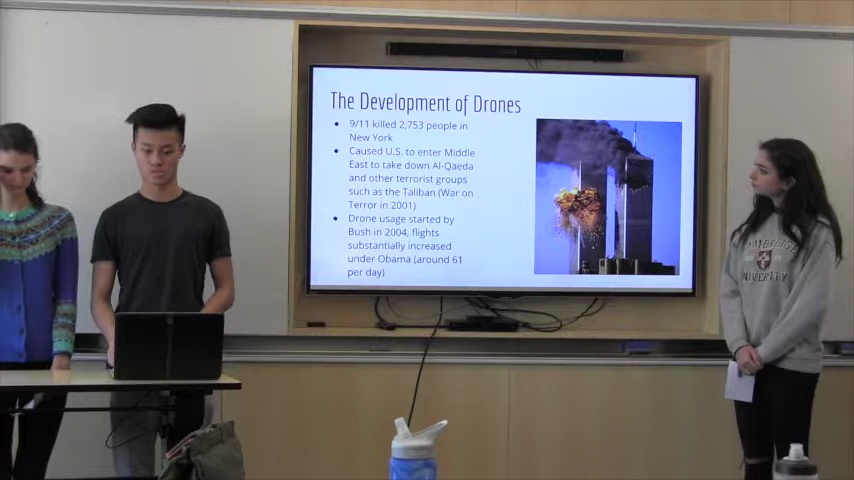 The Development of Drones
● 9/11 killed 2,753 people in
New York
● Caused U.S. to enter Middle
East to take down Al-Qaeda
and other terrorist groups
such as the Taliban (War on
Terror in 2001)
● Drone usage started by
Bush in 2004, flights
substantially increased
under Obama (around 61
per day)
CAMBRIDGE
UNIVERSITY